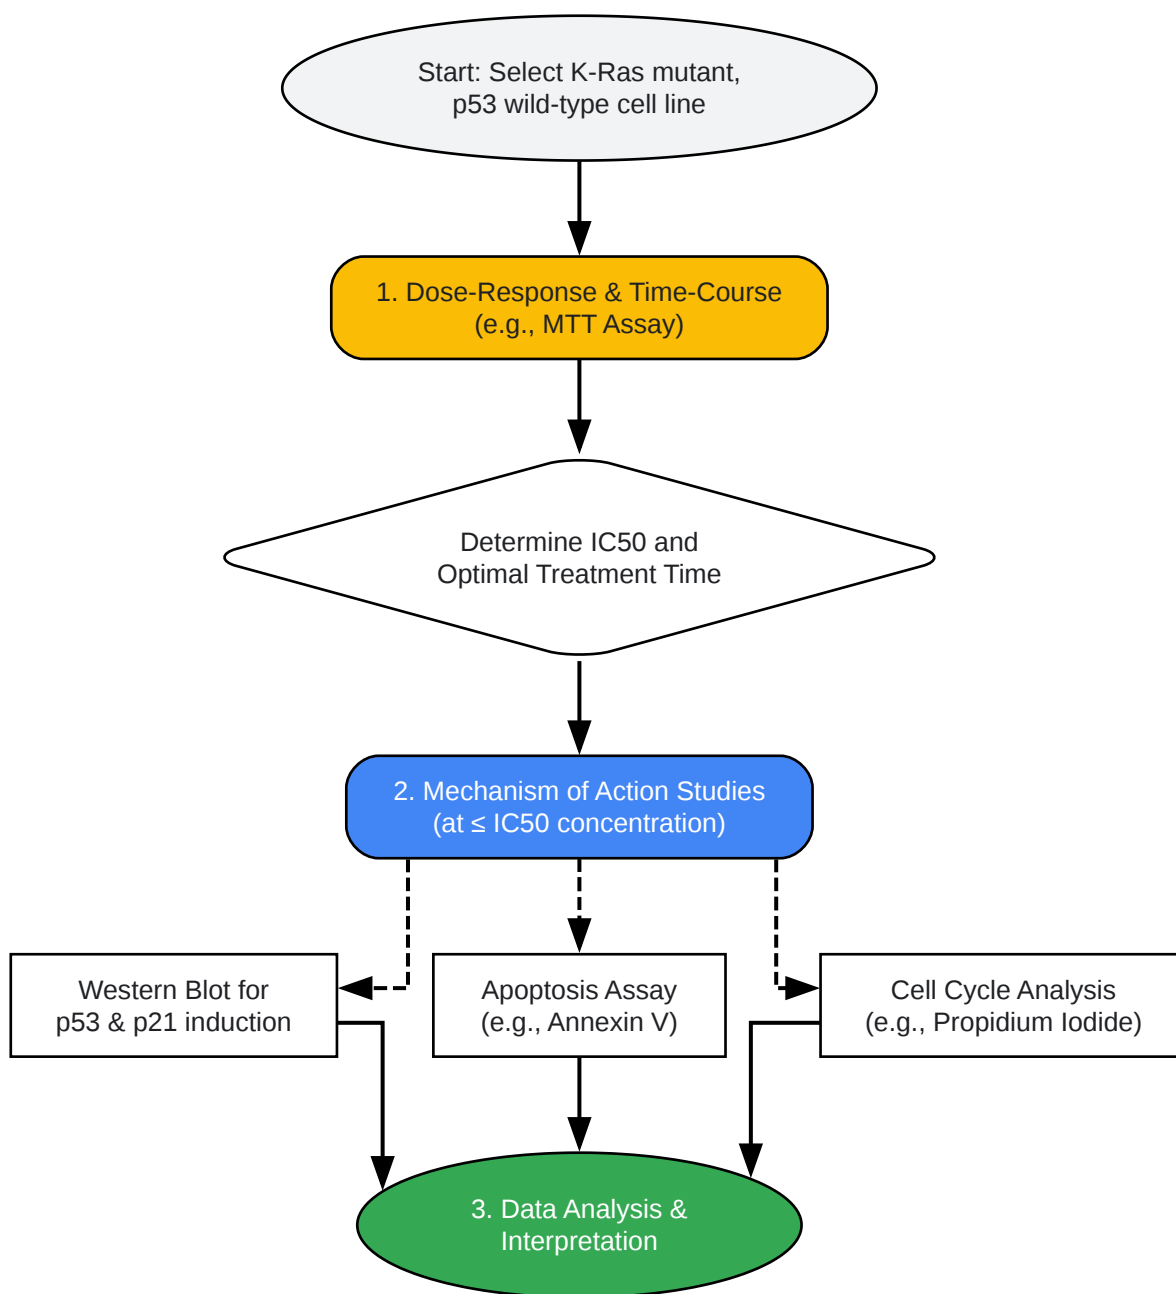 Start: Select K-Ras mutant,
p53 wild-type cell line
1. Dose-Response & Time-Course
(e.g., MTT Assay)
Determine IC50 and
Optimal Treatment Time
2. Mechanism of Action Studies
(at ≤ IC50 concentration)
Western Blot for
p53 & p21 induction
Apoptosis Assay
(e.g., Annexin V)
Cell Cycle Analysis
(e.g., Propidium Iodide)
3. Data Analysis &
Interpretation